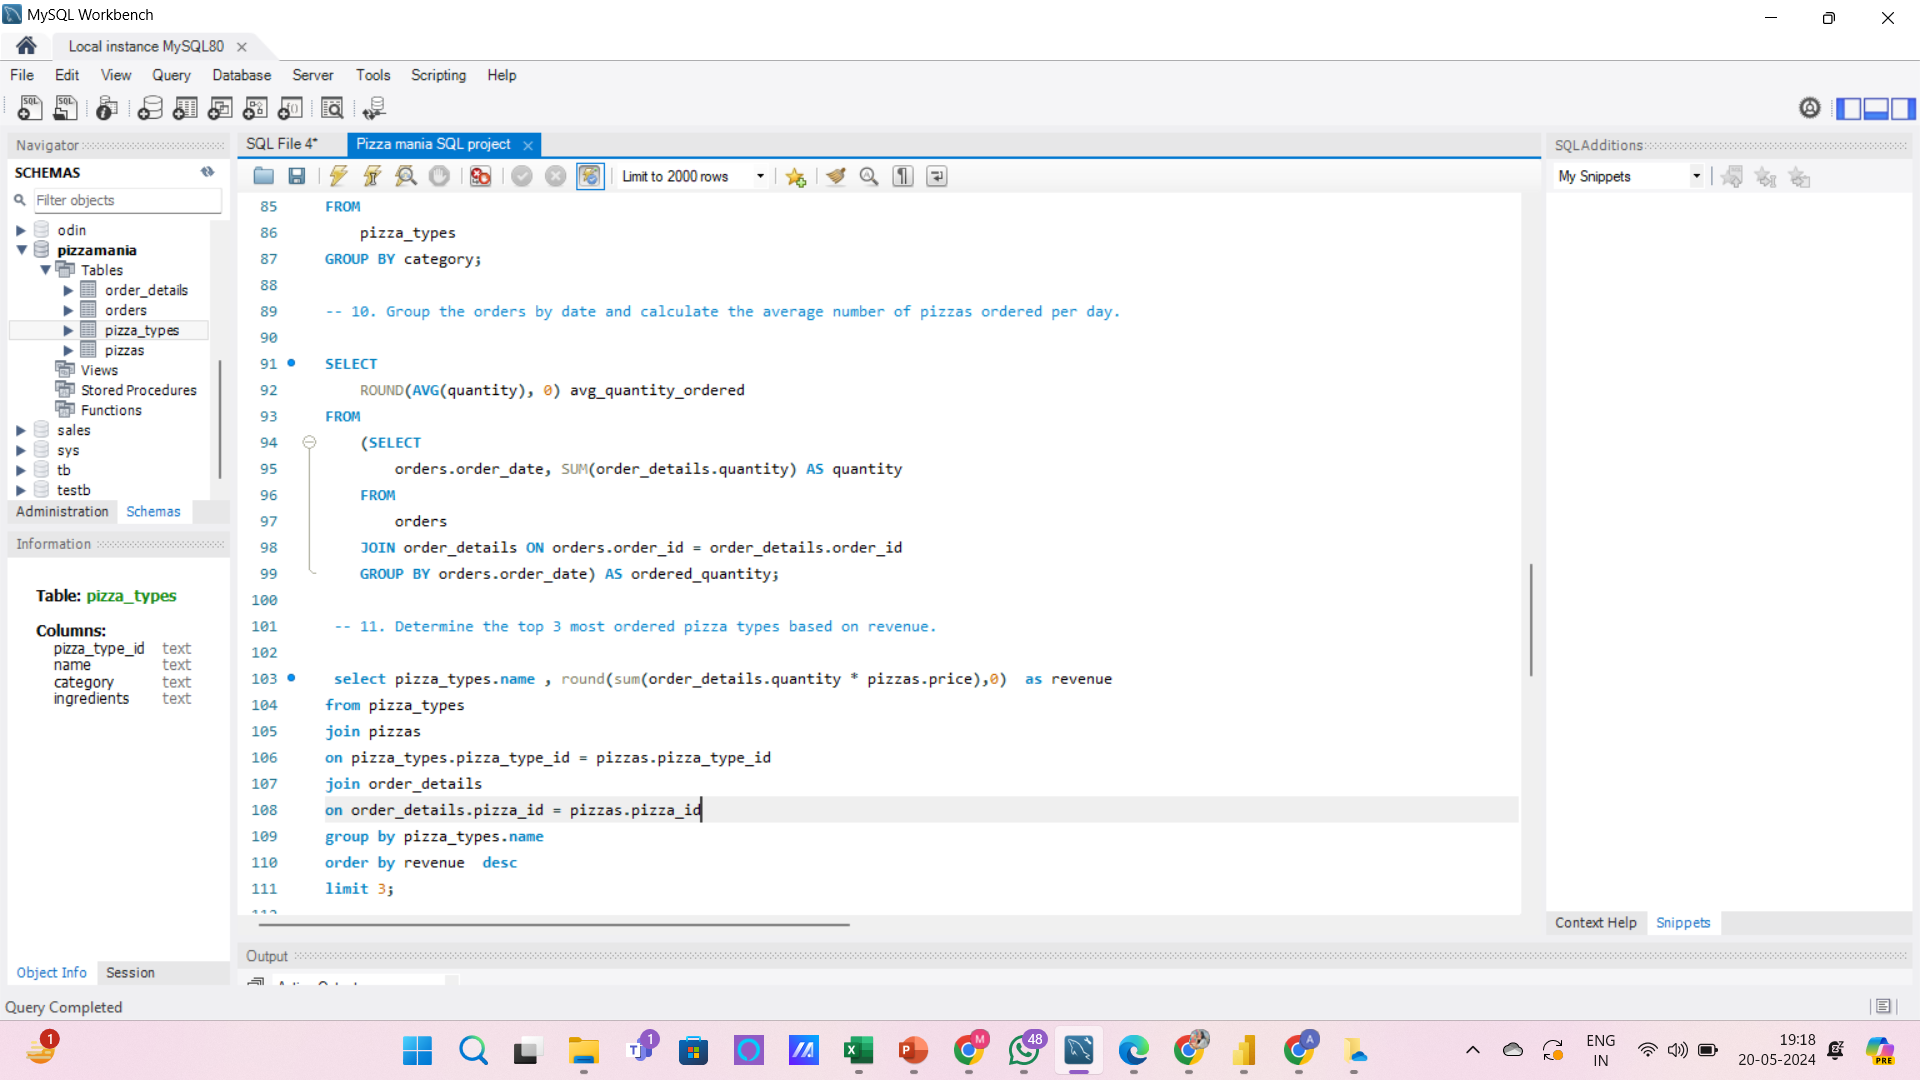 MySQL Workbench
Local instance MySQL80
File Edit View Query Database Server Tools Scripting Help
Navigator
SCHEMAS
Filter objects
odin
pizzamania
Tables
order_details
orders
pizza_types
pizzas
Views
Stored Procedures
Functions
sales
sys
tb
testb
Administration Schemas
Information
Table: pizza_types
Columns:
pizza_type_id text
name text
category text
ingredients text
Object Info Session
SQL File 4* Pizza mania SQL project
Limit to 2000 rows
85 FROM
86 pizza_types
87 GROUP BY category;
88
89 -- 10. Group the orders by date and calculate the average number of pizzas ordered per day.
90
91 SELECT
92 ROUND(AVG(quantity), 0) avg_quantity_ordered
93 FROM
94 (SELECT
95 orders.order_date, SUM(order_details.quantity) AS quantity
96 FROM
97 orders
98 JOIN order_details ON orders.order_id = order_details.order_id
99 GROUP BY orders.order_date) AS ordered_quantity;
100
101 -- 11. Determine the top 3 most ordered pizza types based on revenue.
102
103 select pizza_types.name , round(sum(order_details.quantity * pizzas.price),0) as revenue
104 from pizza_types
105 join pizzas
106 on pizza_types.pizza_type_id = pizzas.pizza_type_id
107 join order_details
108 on order_details.pizza_id = pizzas.pizza_id
109 group by pizza_types.name
110 order by revenue desc
111 limit 3;
Output
SQLAdditions
My Snippets
Context Help Snippets
Query Completed
1
1
M
48
A
ENG
IN
19:18
20-05-2024
PRE